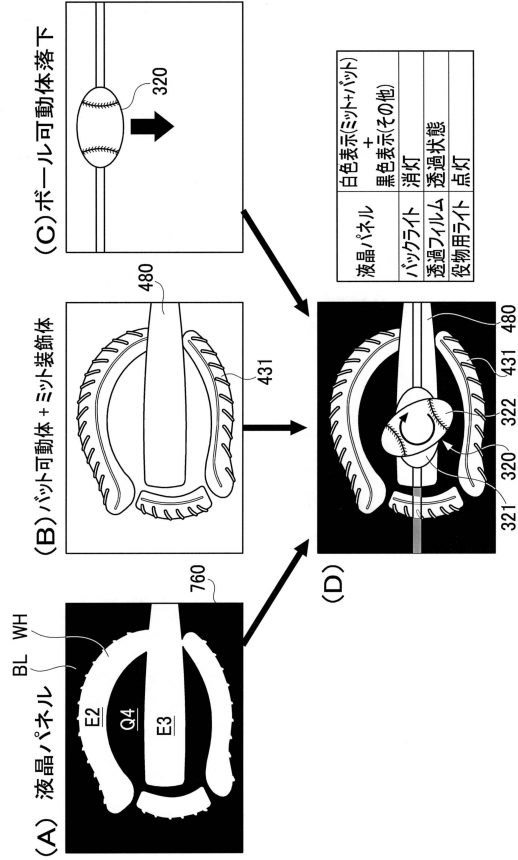 (A) 液晶パネル
BL
WH
E2
Q4
E3
760
(B) バット可動体+ミット装飾体
480
431
(C) ボール可動体落下
320
(D)
480
431
322
320
321
液晶パネル 白色表示(ミット+バット)
+
黒色表示(その他)
バックライト 消灯
透過フィルム 透過状態
役物用ライト 点灯